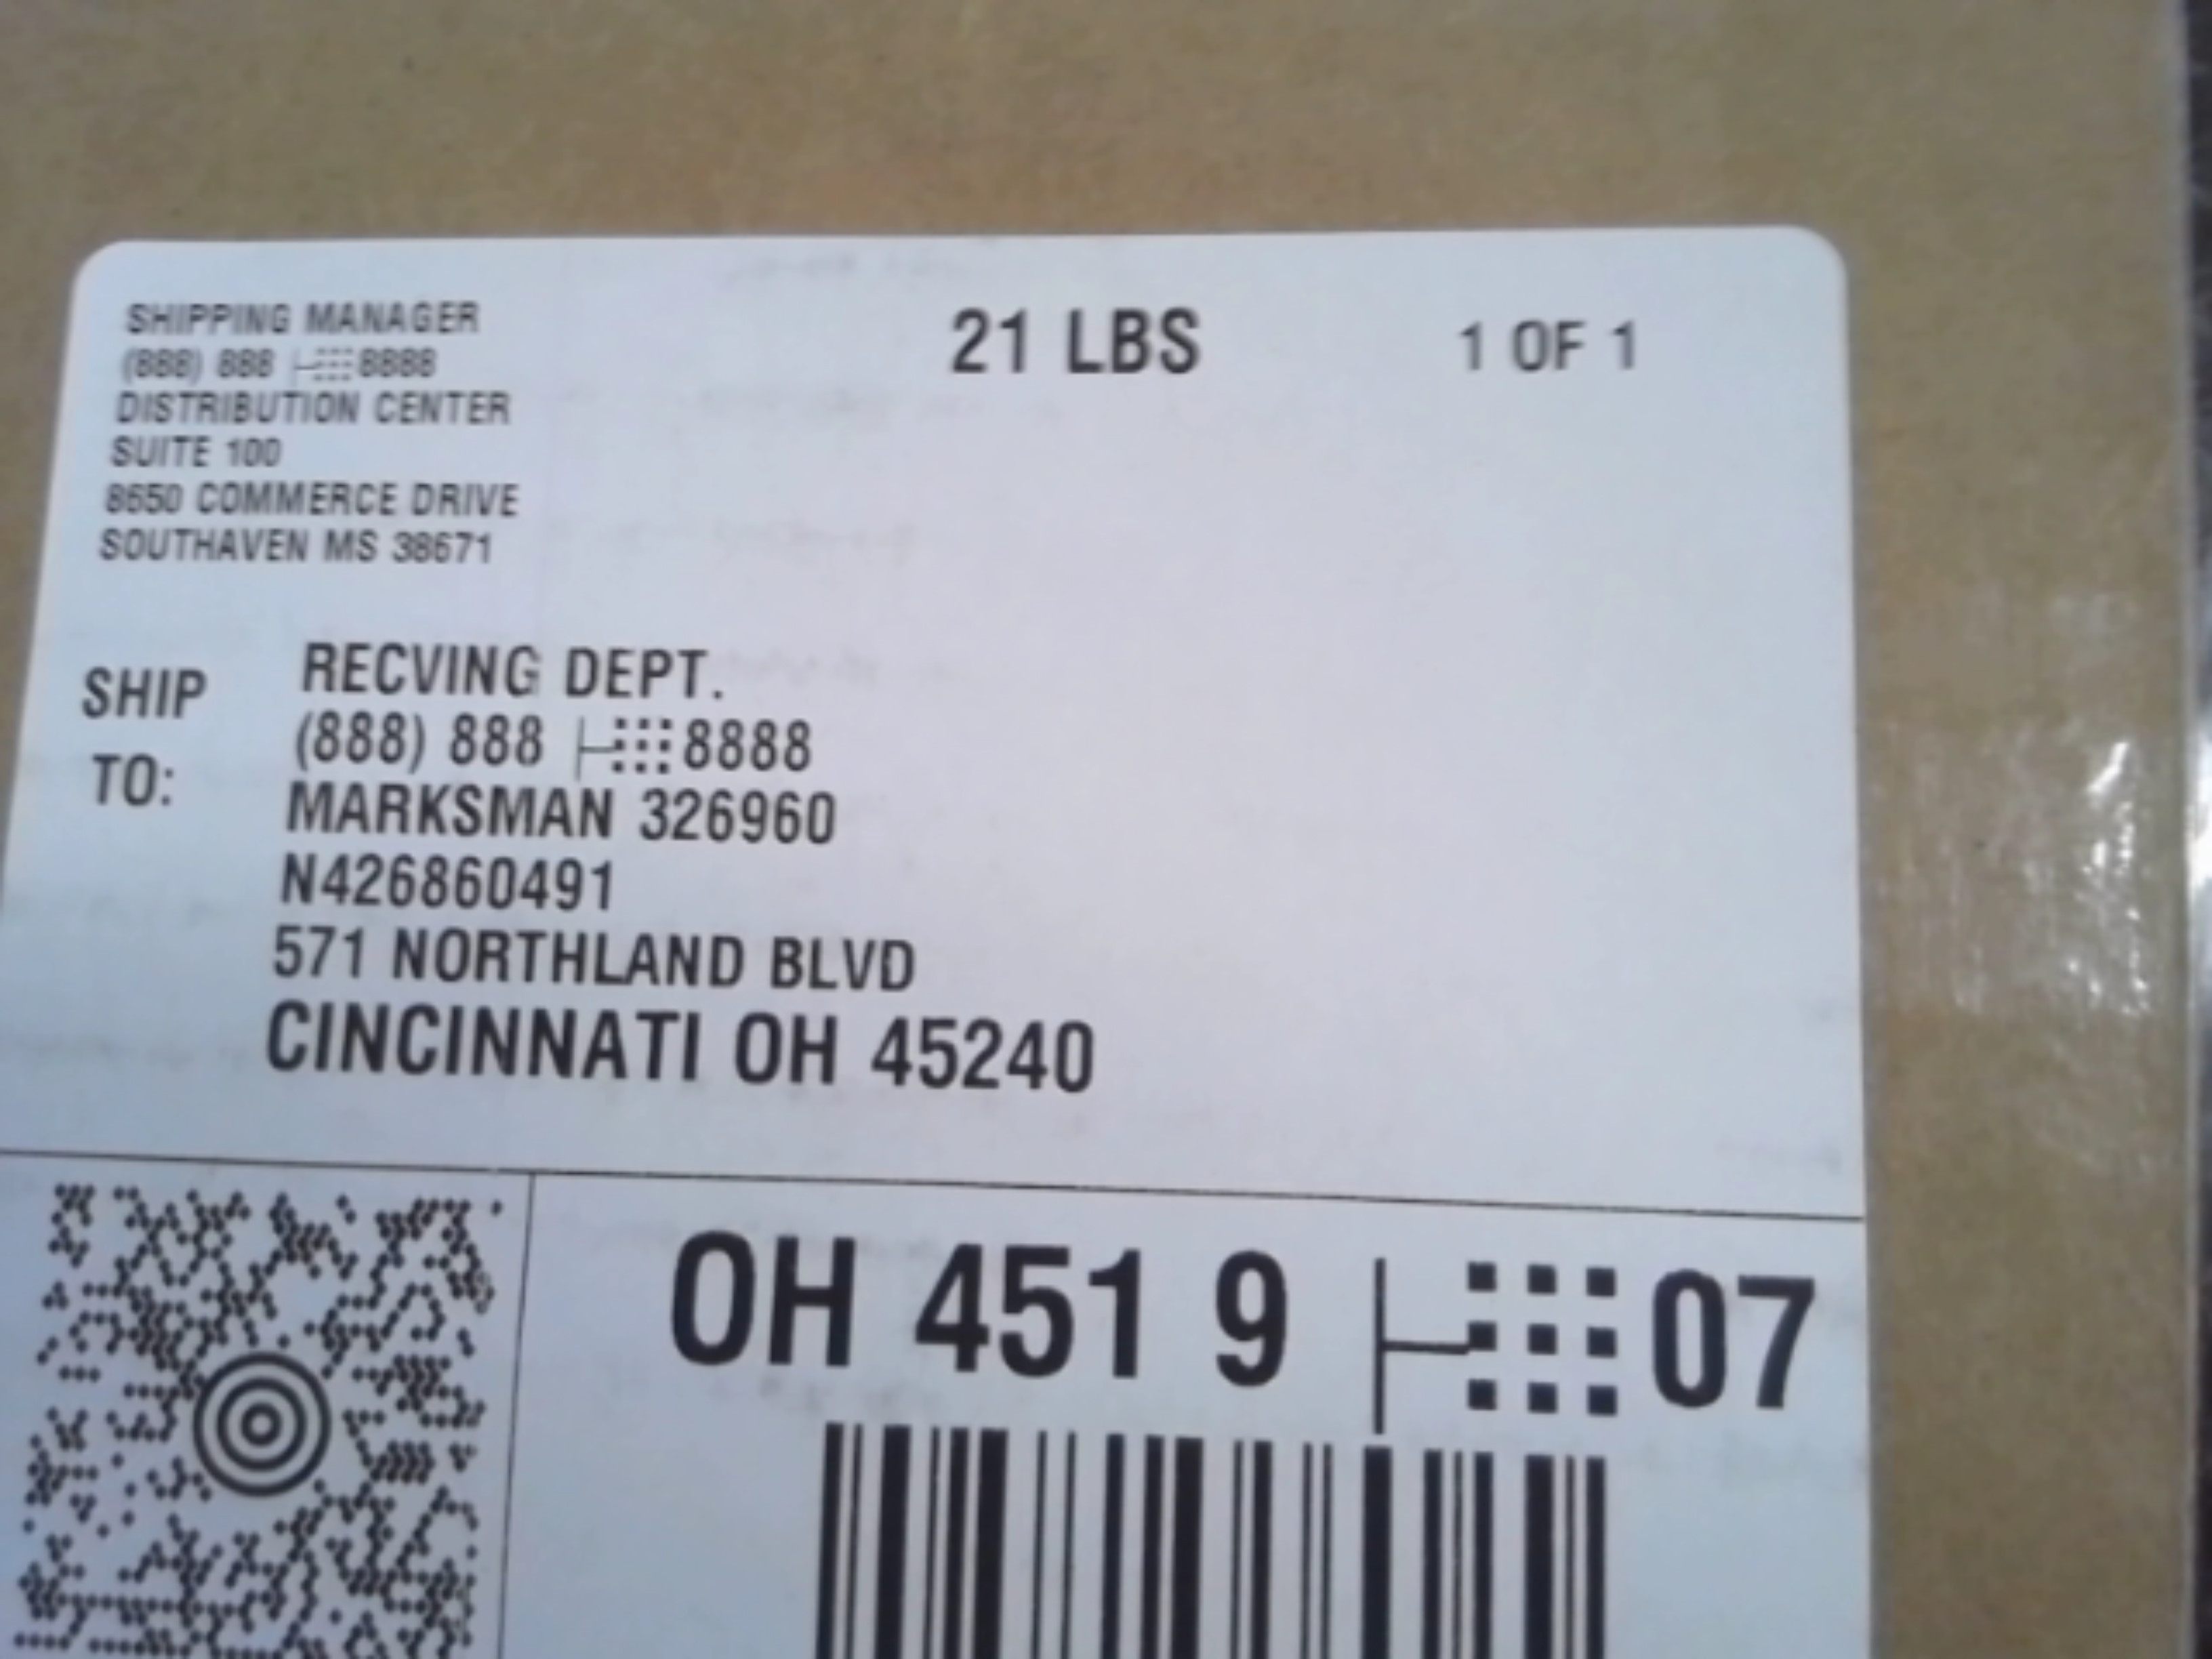 SHIPPING MANAGER
(888) 888 8888
DISTRIBUTION CENTER
SUITE 100
8650 COMMERCE DRIVE
SOUTHAVEN MS 38671
21 LBS
1 OF 1
SHIP TO:
RECVING DEPT.
(888) 888 8888
MARKSMAN 326960
N426860491
571 NORTHLAND BLVD
CINCINNATI OH 45240
OH 451 9 07